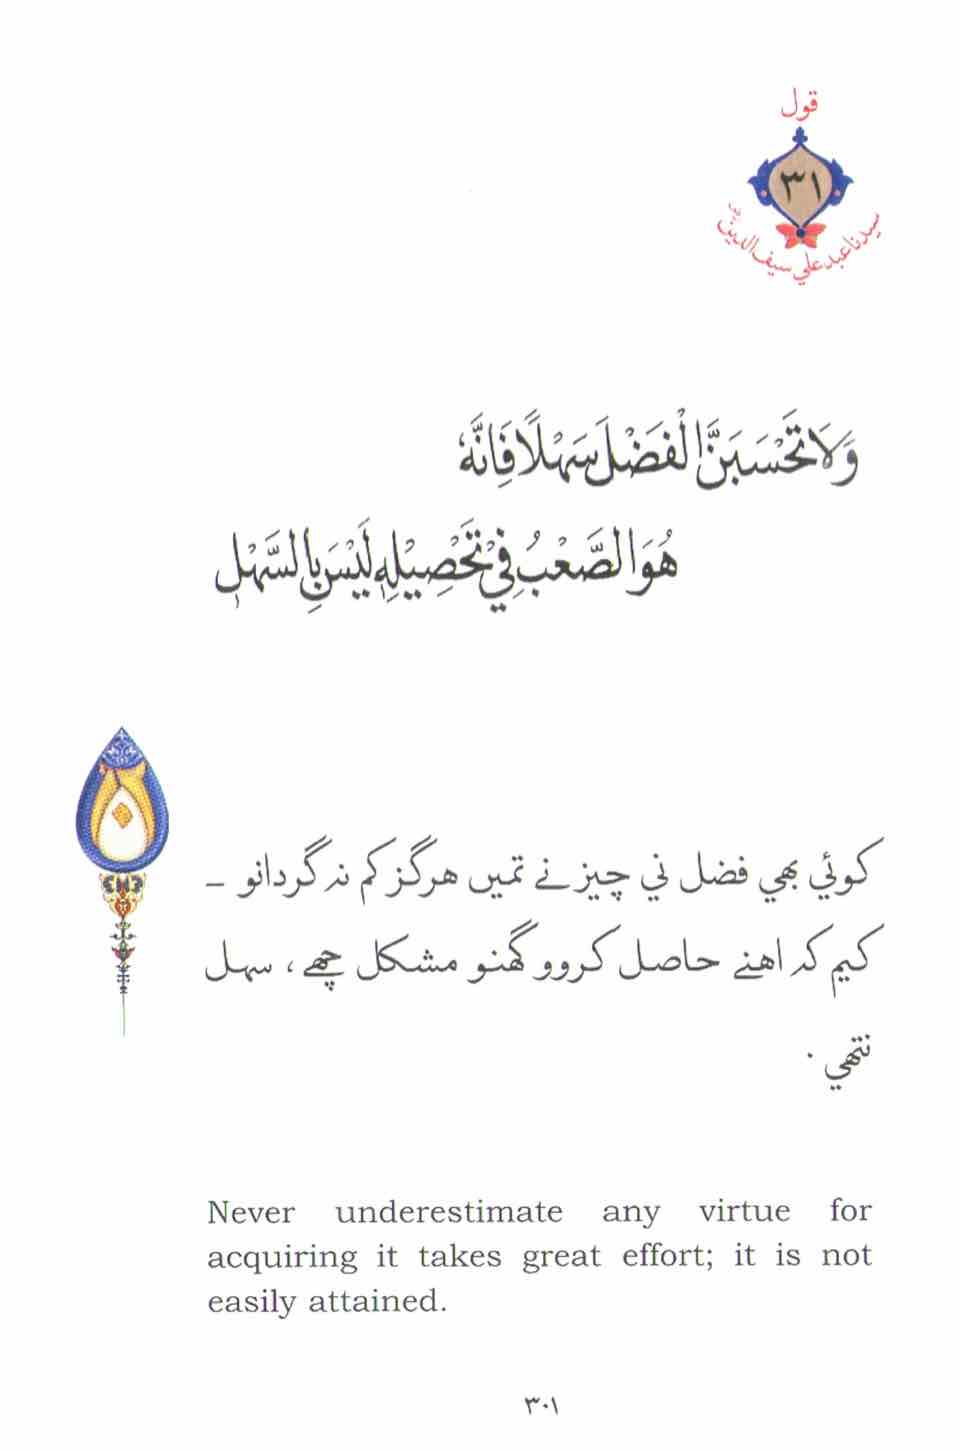 قول
٣١
سيدنا عبد علي سيف الدين
وَلَا تَحْسَبَنَّ الْفَضْلَ سَهْلًا فَاِنَّهٗ
هُوَ الصَّعْبُ فِيْ تَحْصِيْلِهٖ لَيْسَ بِالسَّهْلِ
كوئي بهي فضل ني چيز نے تميں هرگز كم نه گردانو ـ
كيم كه اهنے حاصل كروو گهنو مشكل چهے ، سهل
نتهي .
Never underestimate any virtue for
acquiring it takes great effort; it is not
easily attained.
٣٠١